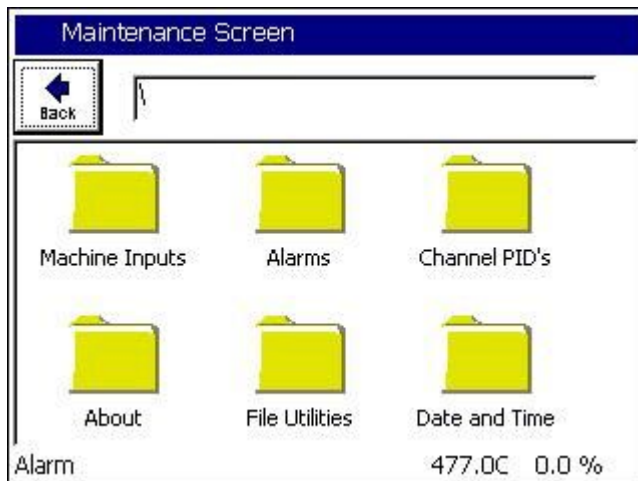 Maintenance Screen
Back
\
Machine Inputs Alarms Channel PID's
About File Utilities Date and Time
Alarm 477.0C 0.0 %